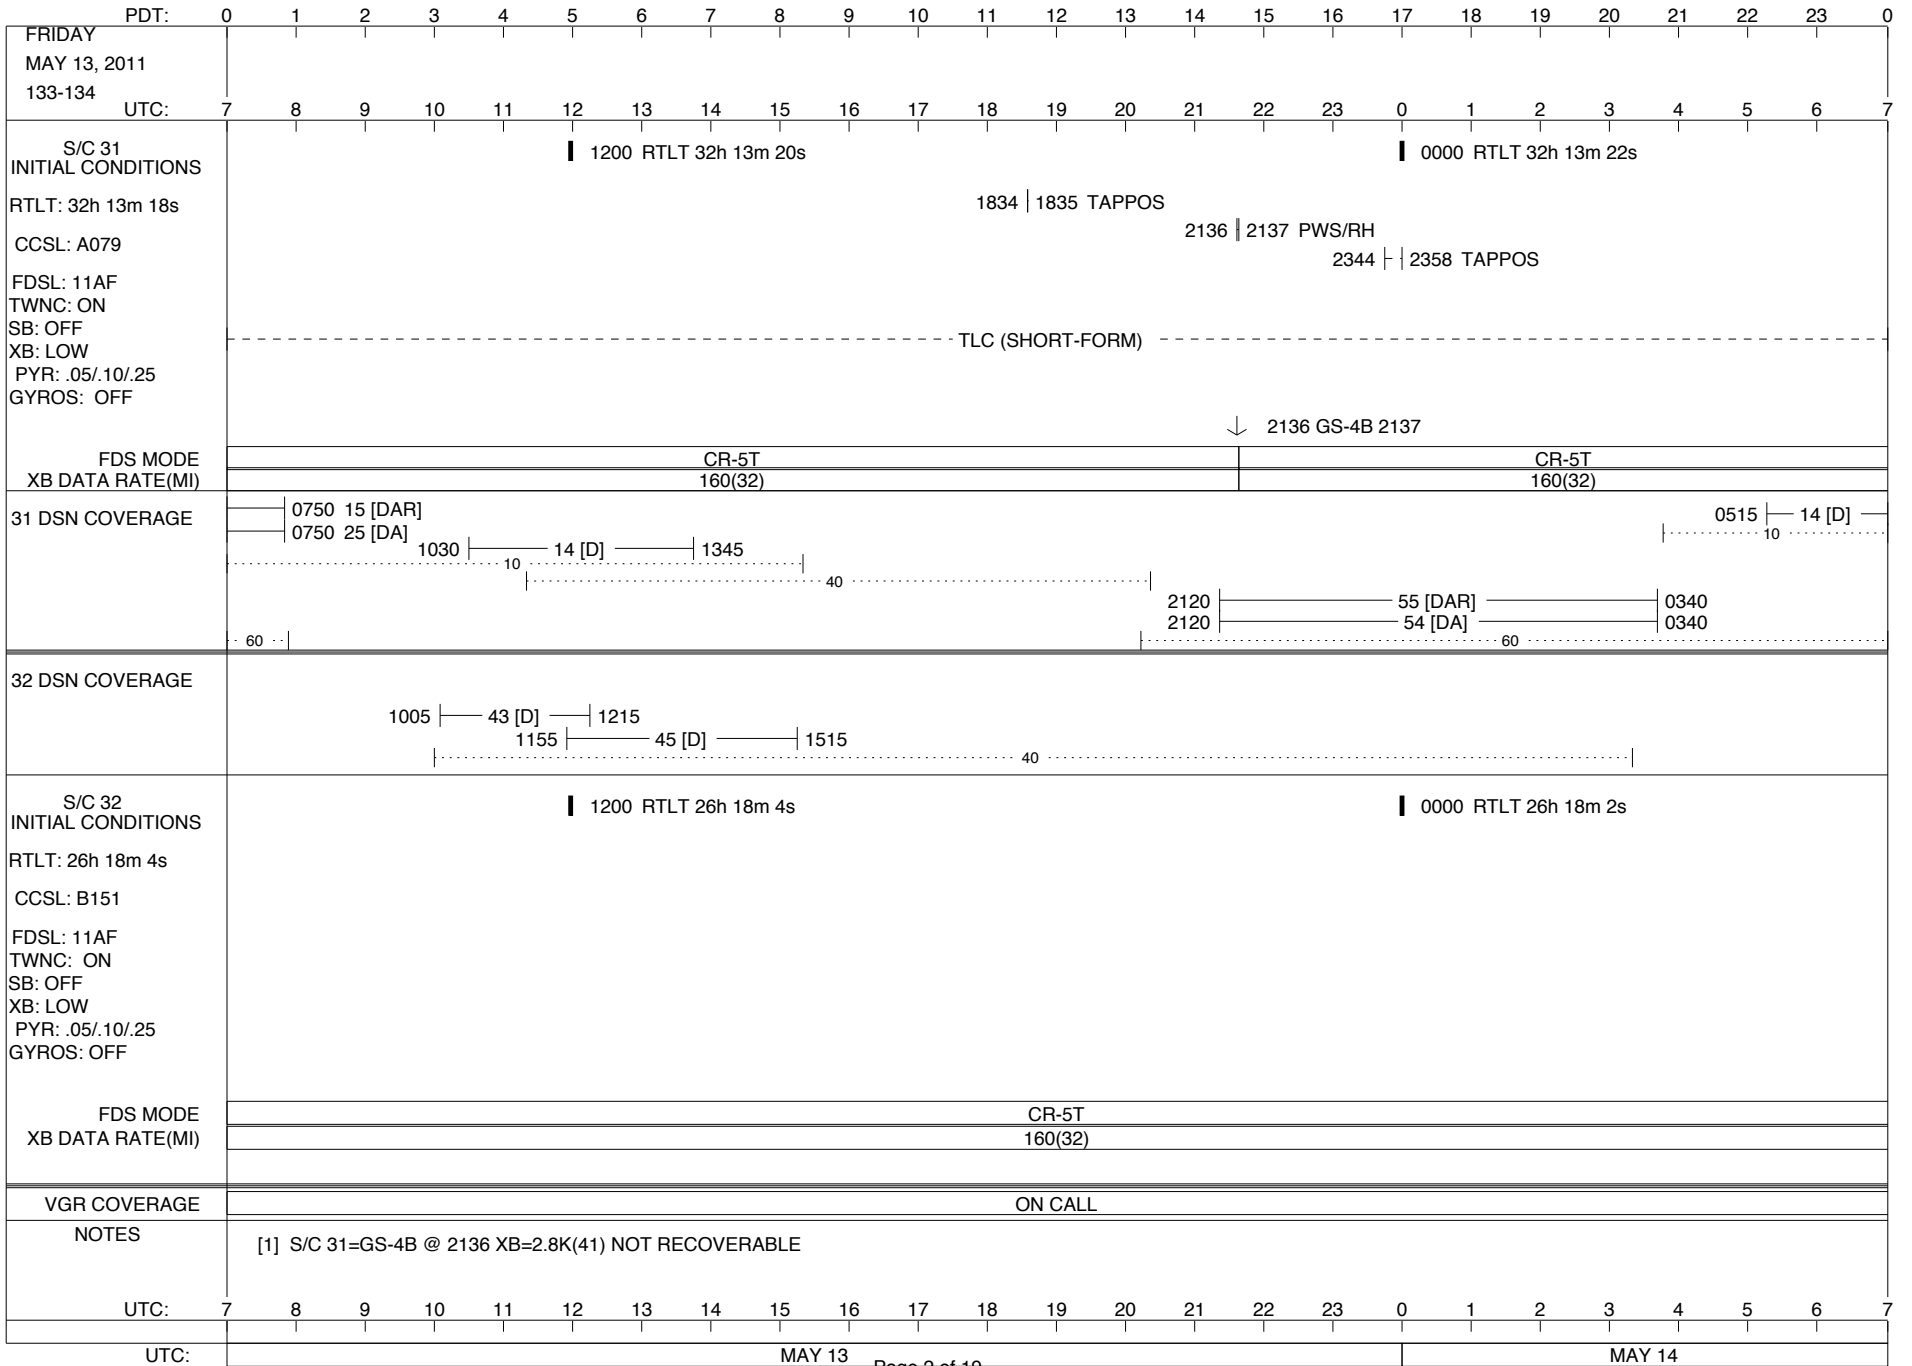 PDT: 0 1 2 3 4 5 6 7 8 9 10 11 12 13 14 15 16 17 18 19 20 21 22 23 0
FRIDAY
MAY 13, 2011
133-134
UTC: 7 8 9 10 11 12 13 14 15 16 17 18 19 20 21 22 23 0 1 2 3 4 5 6 7
S/C 31
INITIAL CONDITIONS
1200 RTLT 32h 13m 20s
0000 RTLT 32h 13m 22s
RTLT: 32h 13m 18s
1834 1835 TAPPOS
2136 2137 PWS/RH
CCSL: A079
2344 2358 TAPPOS
FDSL: 11AF
TWNC: ON
SB: OFF
TLC (SHORT-FORM)
XB: LOW
PYR: .05/.10/.25
GYROS: OFF
2136 GS-4B 2137
FDS MODE CR-5T CR-5T
XB DATA RATE(MI) 160(32) 160(32)
31 DSN COVERAGE
0750 15 [DAR]
0515 14 [D]
0750 25 [DA]
10
1030 14 [D] 1345
10
40
2120 55 [DAR] 0340
2120 54 [DA] 0340
60 60
32 DSN COVERAGE
1005 43 [D] 1215
1155 45 [D] 1515
40
S/C 32
INITIAL CONDITIONS
1200 RTLT 26h 18m 4s
0000 RTLT 26h 18m 2s
RTLT: 26h 18m 4s
CCSL: B151
FDSL: 11AF
TWNC: ON
SB: OFF
XB: LOW
PYR: .05/.10/.25
GYROS: OFF
FDS MODE CR-5T
XB DATA RATE(MI) 160(32)
VGR COVERAGE ON CALL
NOTES
[1] S/C 31=GS-4B @ 2136 XB=2.8K(41) NOT RECOVERABLE
UTC: 7 8 9 10 11 12 13 14 15 16 17 18 19 20 21 22 23 0 1 2 3 4 5 6 7
UTC: MAY 13 MAY 14
Page 2 of 19